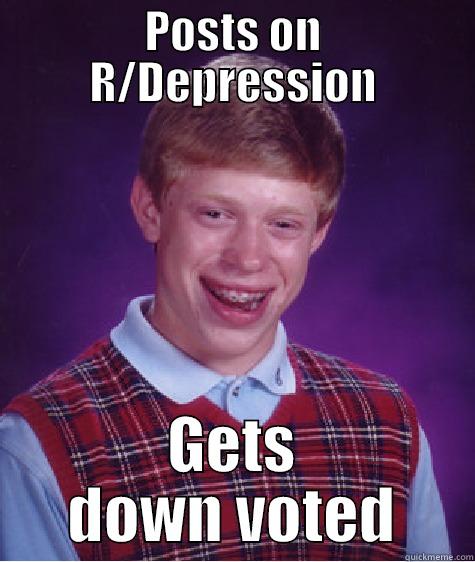 Posts on
R/Depression
Gets
down voted
quickmeme.com